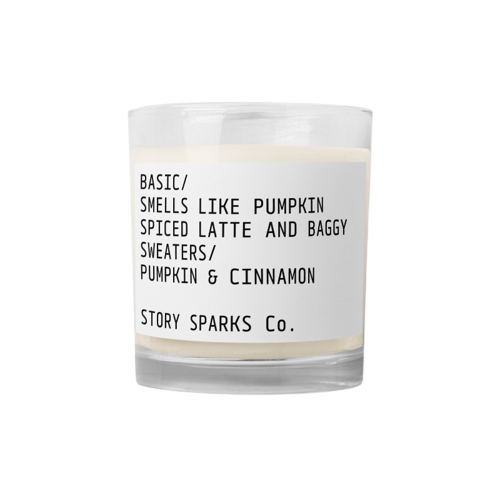 BASIC/
SMELLS LIKE PUMPKIN
SPICED LATTE AND BAGGY
SWEATERS/
PUMPKIN & CINNAMON
STORY SPARKS Co.